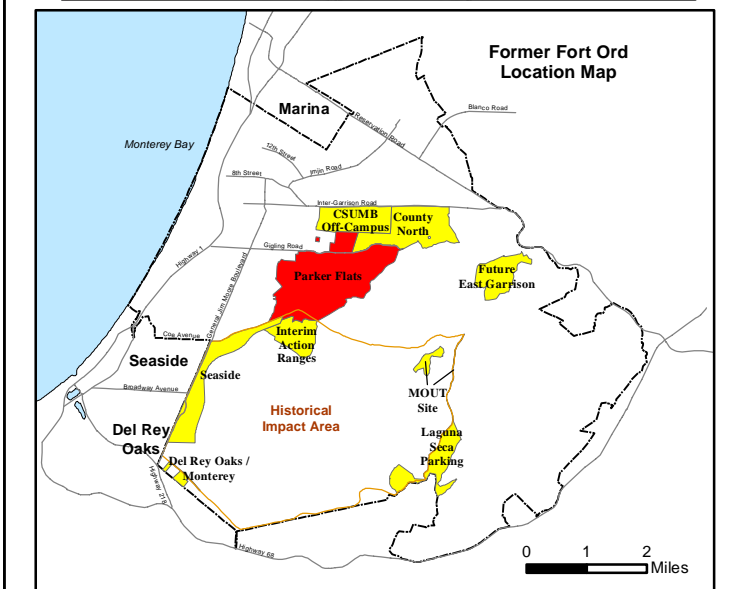 Former Fort Ord
Location Map
Marina
Blanco Road
Reservation Road
Monterey Bay
12th Street
Imjin Road
8th Street
Inter-Garrison Road
CSUMB
Off-Campus
County
North
Gigling Road
Highway 1
General Jim Moore Boulevard
Parker Flats
Future
East Garrison
Coe Avenue
Interim
Action
Ranges
Seaside
Seaside
Broadway Avenue
MOUT
Site
Historical
Impact Area
Del Rey
Oaks
Laguna
Seca
Parking
Del Rey Oaks /
Monterey
Highway 218
Highway 68
0 1 2
Miles